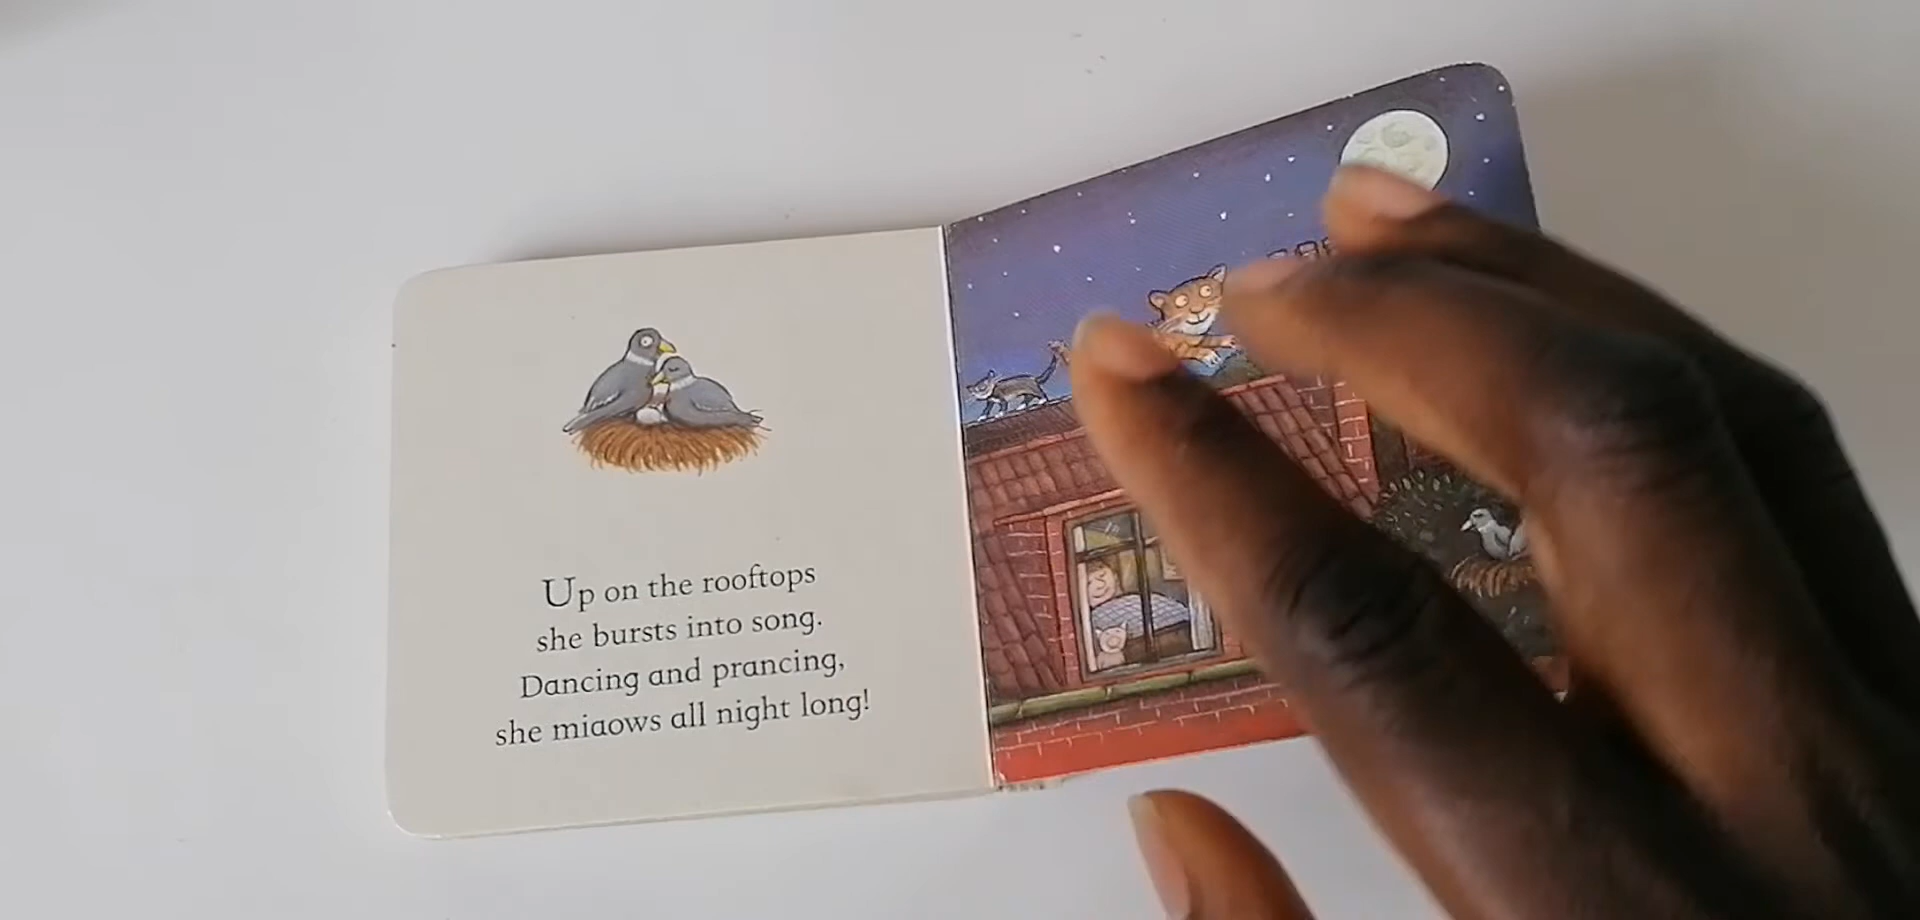 Up on the rooftops
she bursts into song.
Dancing and prancing,
she miaows all night long!